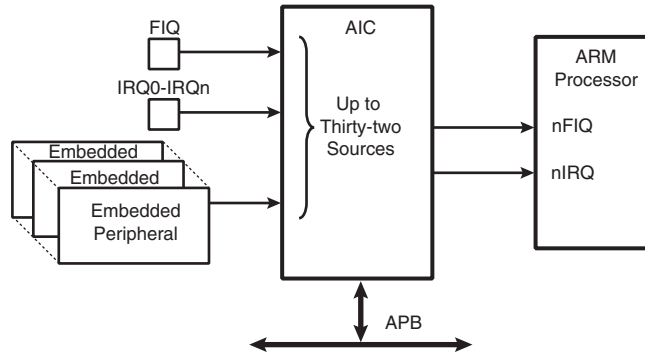 FIQ
IRQ0-IRQn
Embedded
Embedded
Embedded
Peripheral
AIC
Up to
Thirty-two
Sources
ARM
Processor
nFIQ
nIRQ
APB